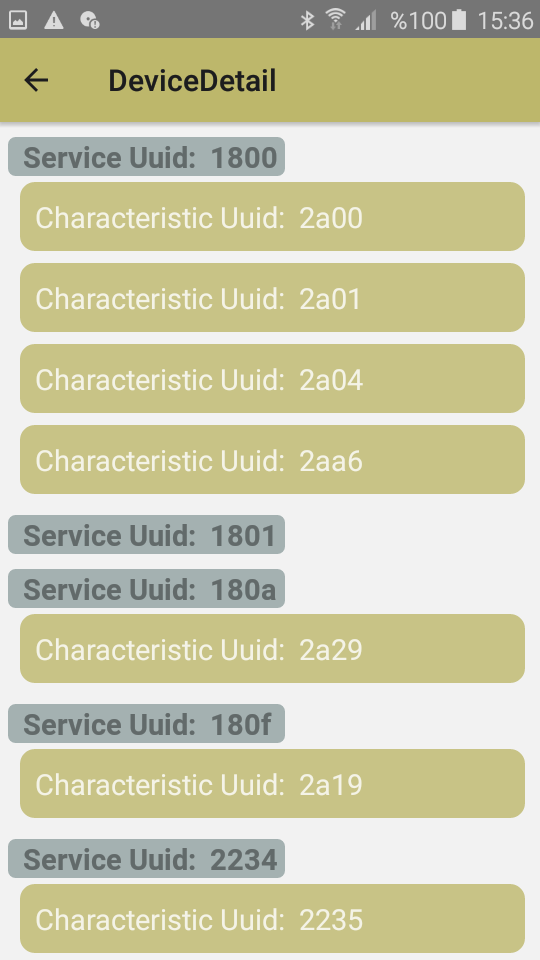 %100 15:36
DeviceDetail
Service Uuid: 1800
Characteristic Uuid: 2a00
Characteristic Uuid: 2a01
Characteristic Uuid: 2a04
Characteristic Uuid: 2aa6
Service Uuid: 1801
Service Uuid: 180a
Characteristic Uuid: 2a29
Service Uuid: 180f
Characteristic Uuid: 2a19
Service Uuid: 2234
Characteristic Uuid: 2235